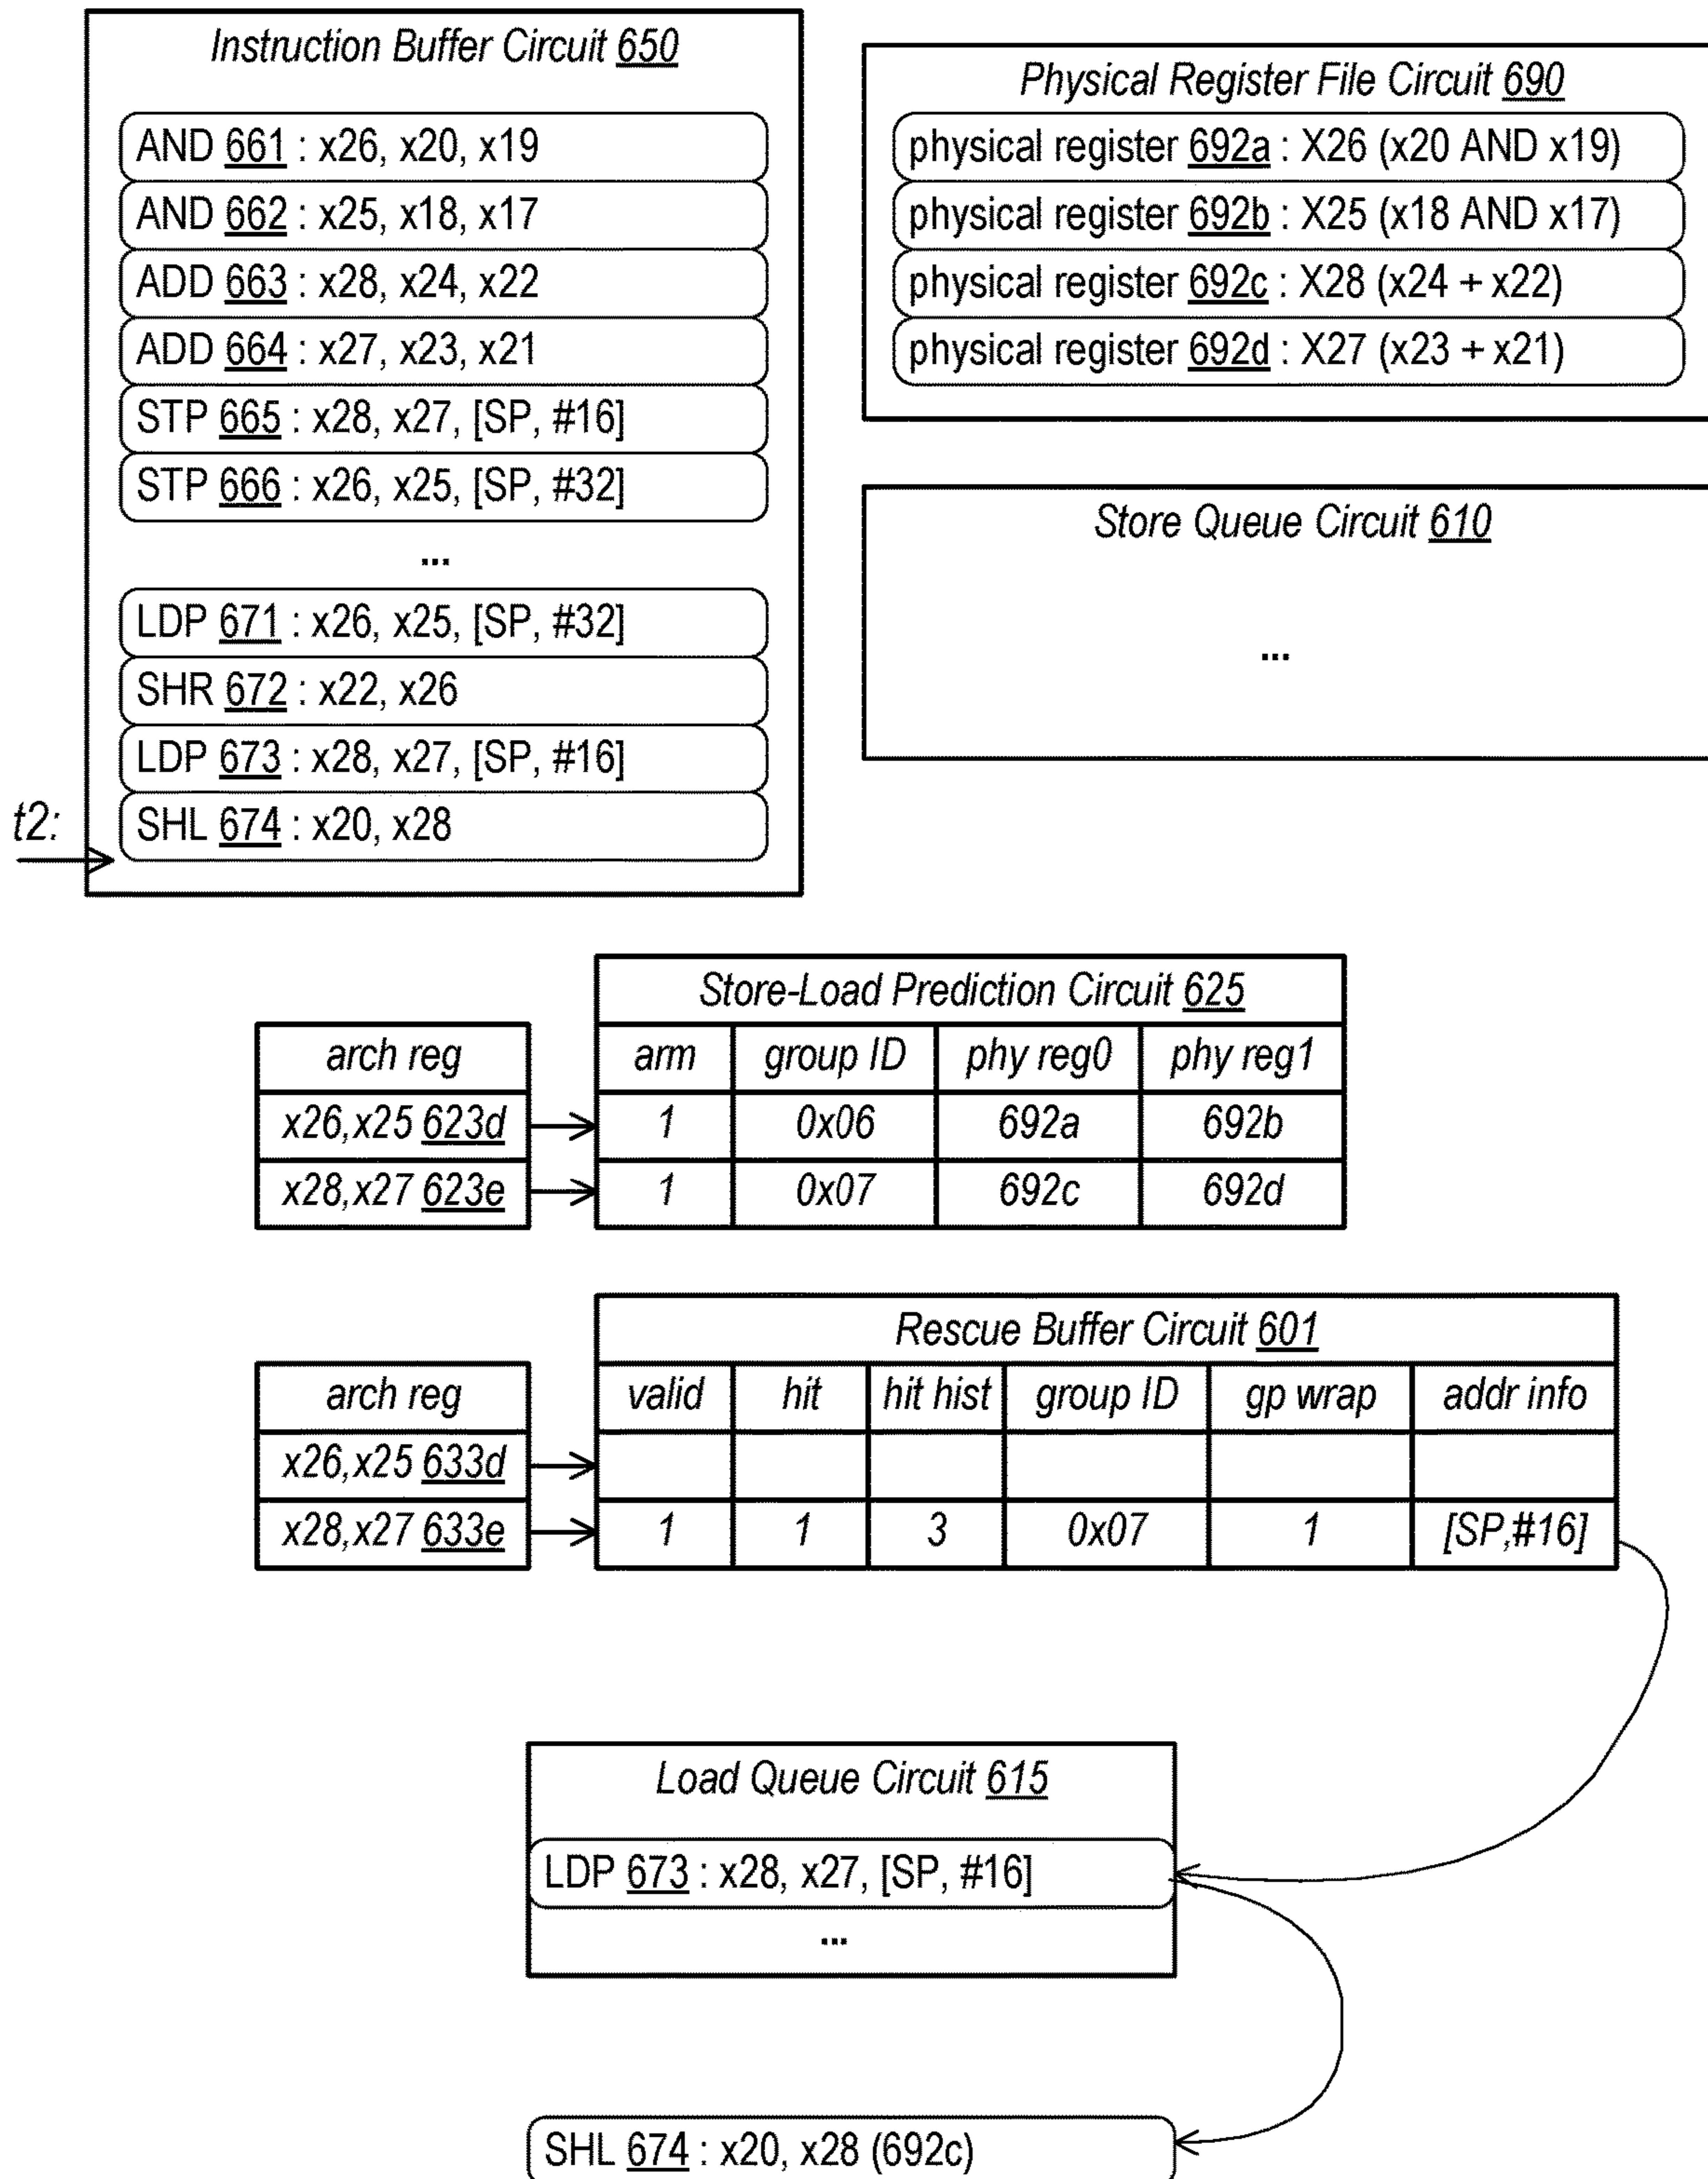 Instruction Buffer Circuit 650
AND 661 : x26, x20, x19
AND 662 : x25, x18, x17
ADD 663 : x28, x24, x22
ADD 664 : x27, x23, x21
STP 665 : x28, x27, [SP, #16]
STP 666 : x26, x25, [SP, #32]
...
LDP 671 : x26, x25, [SP, #32]
SHR 672 : x22, x26
LDP 673 : x28, x27, [SP, #16]
SHL 674 : x20, x28
t2:
Physical Register File Circuit 690
physical register 692a : X26 (x20 AND x19)
physical register 692b : X25 (x18 AND x17)
physical register 692c : X28 (x24 + x22)
physical register 692d : X27 (x23 + x21)
Store Queue Circuit 610
...
Store-Load Prediction Circuit 625
arch reg arm group ID phy reg0 phy reg1
x26,x25 623d 1 0x06 692a 692b
x28,x27 623e 1 0x07 692c 692d
Rescue Buffer Circuit 601
arch reg valid hit hit hist group ID gp wrap addr info
x26,x25 633d
x28,x27 633e 1 1 3 0x07 1 [SP,#16]
Load Queue Circuit 615
LDP 673 : x28, x27, [SP, #16]
...
SHL 674 : x20, x28 (692c)